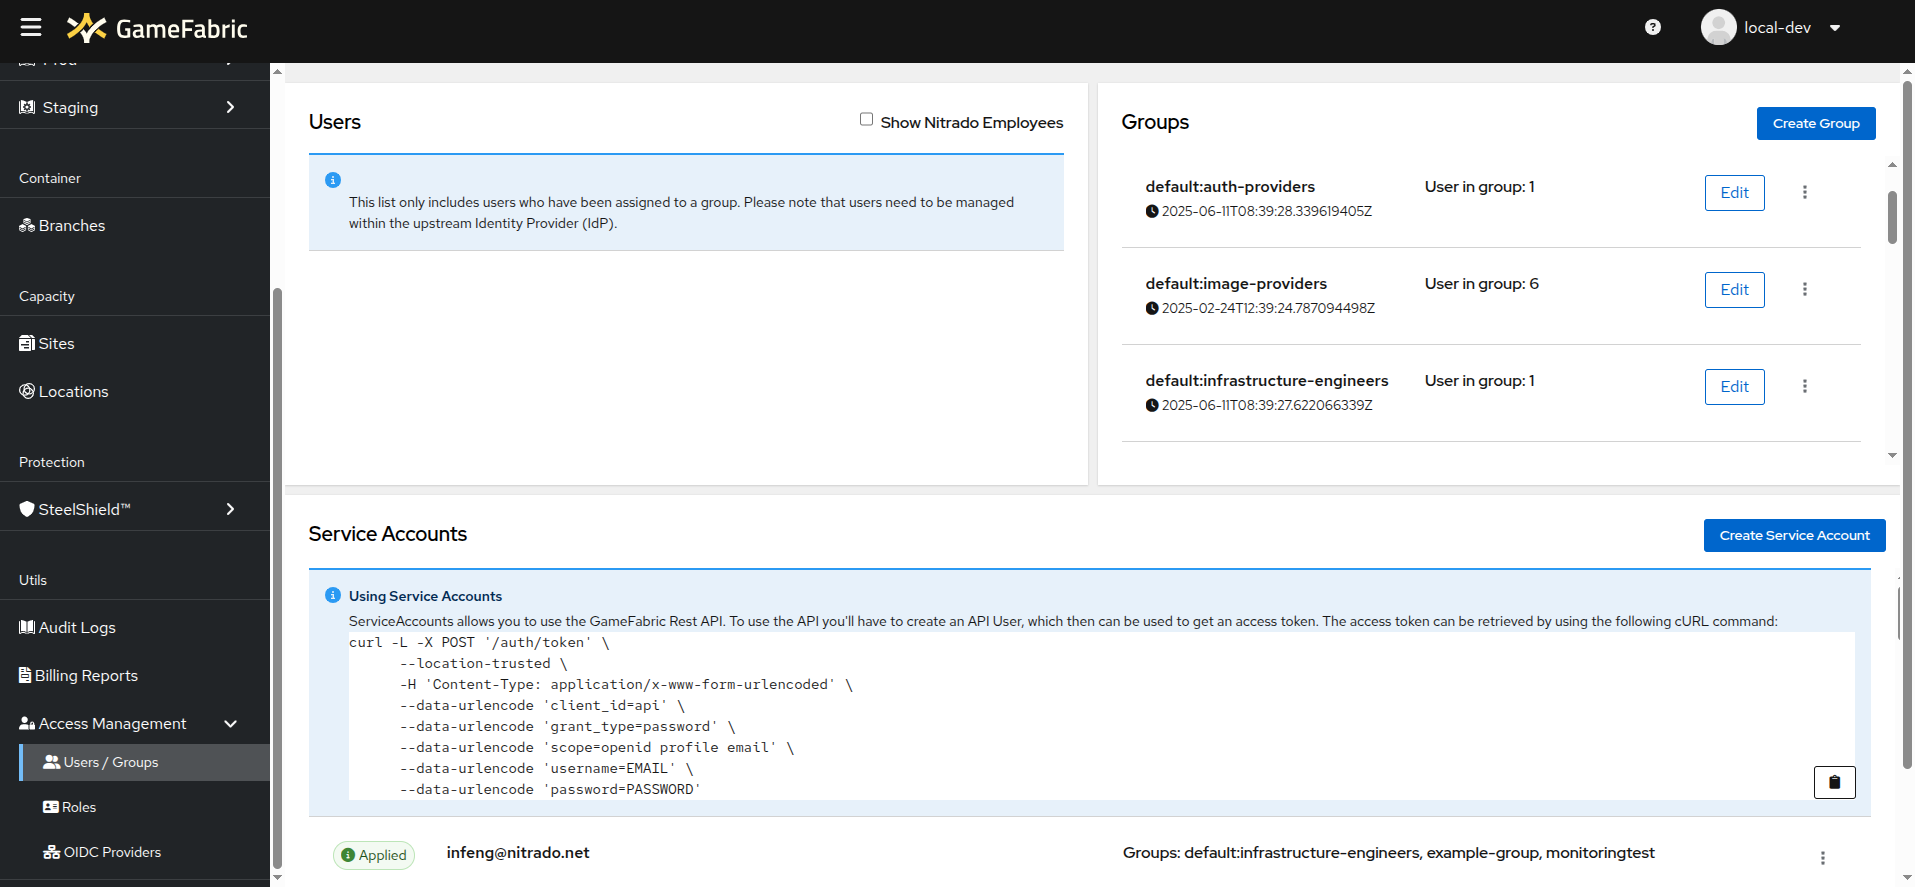 GameFabric
local-dev
Prod
Staging
Container
Branches
Capacity
Sites
Locations
Protection
SteelShield™
Utils
Audit Logs
Billing Reports
Access Management
Users / Groups
Roles
OIDC Providers
Users
Show Nitrado Employees
This list only includes users who have been assigned to a group. Please note that users need to be managed
within the upstream Identity Provider (IdP).
Groups
Create Group
default:auth-providers
User in group: 1
Edit
2025-06-11T08:39:28.339619405Z
default:image-providers
User in group: 6
Edit
2025-02-24T12:39:24.787094498Z
default:infrastructure-engineers
User in group: 1
Edit
2025-06-11T08:39:27.622066339Z
Service Accounts
Create Service Account
Using Service Accounts
ServiceAccounts allows you to use the GameFabric Rest API. To use the API you'll have to create an API User, which then can be used to get an access token. The access token can be retrieved by using the following cURL command:
curl -L -X POST '/auth/token' \
--location-trusted \
-H 'Content-Type: application/x-www-form-urlencoded' \
--data-urlencode 'client_id=api' \
--data-urlencode 'grant_type=password' \
--data-urlencode 'scope=openid profile email' \
--data-urlencode 'username=EMAIL' \
--data-urlencode 'password=PASSWORD'
Applied
infeng@nitrado.net
Groups: default:infrastructure-engineers, example-group, monitoringtest